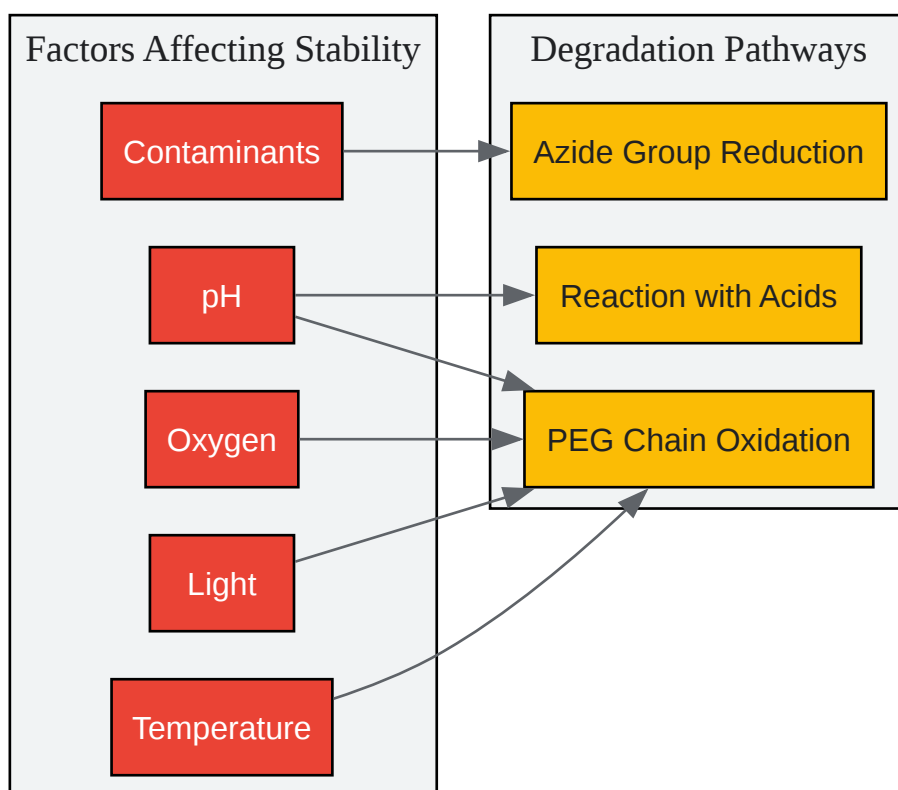 Factors Affecting Stability
Contaminants
pH
Oxygen
Light
Temperature
Degradation Pathways
Azide Group Reduction
Reaction with Acids
PEG Chain Oxidation